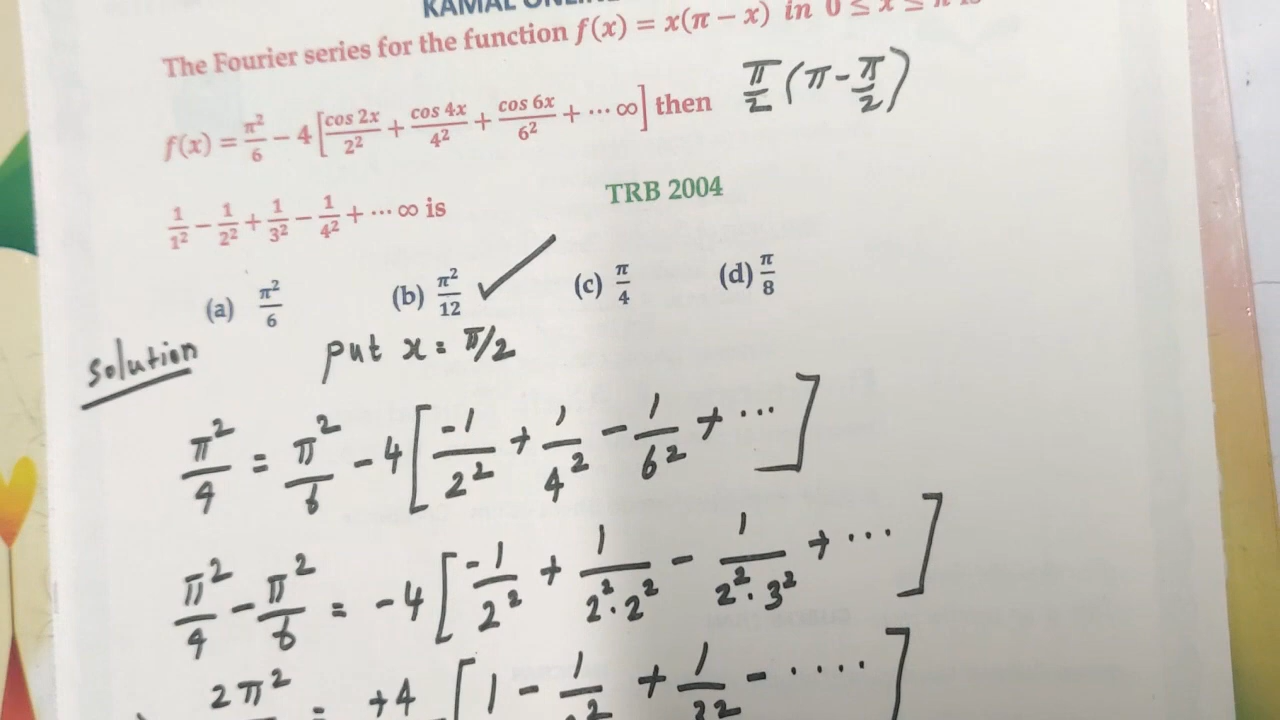 KAMAL
The Fourier series for the function f(x) = x(π − x) in 0 ≤ x ≤ π is
π/2 (π - π/2)
f(x) = π²/6 − 4 [cos 2x/2² + cos 4x/4² + cos 6x/6² + ⋯ ∞] then
TRB 2004
1/1² − 1/2² + 1/3² − 1/4² + ⋯ ∞ is
(a) π²/6 (b) π²/12 ✓ (c) π/4 (d) π/8
solution put x = π/2
π²/4 = π²/6 - 4 [-1/2² + 1/4² - 1/6² + ...]
π²/4 - π²/6 = -4 [-1/2² + 1/2²·2² - 1/2²·3² + ...]
2π² = +4 [1 - 1/2² + 1/32 - ....]